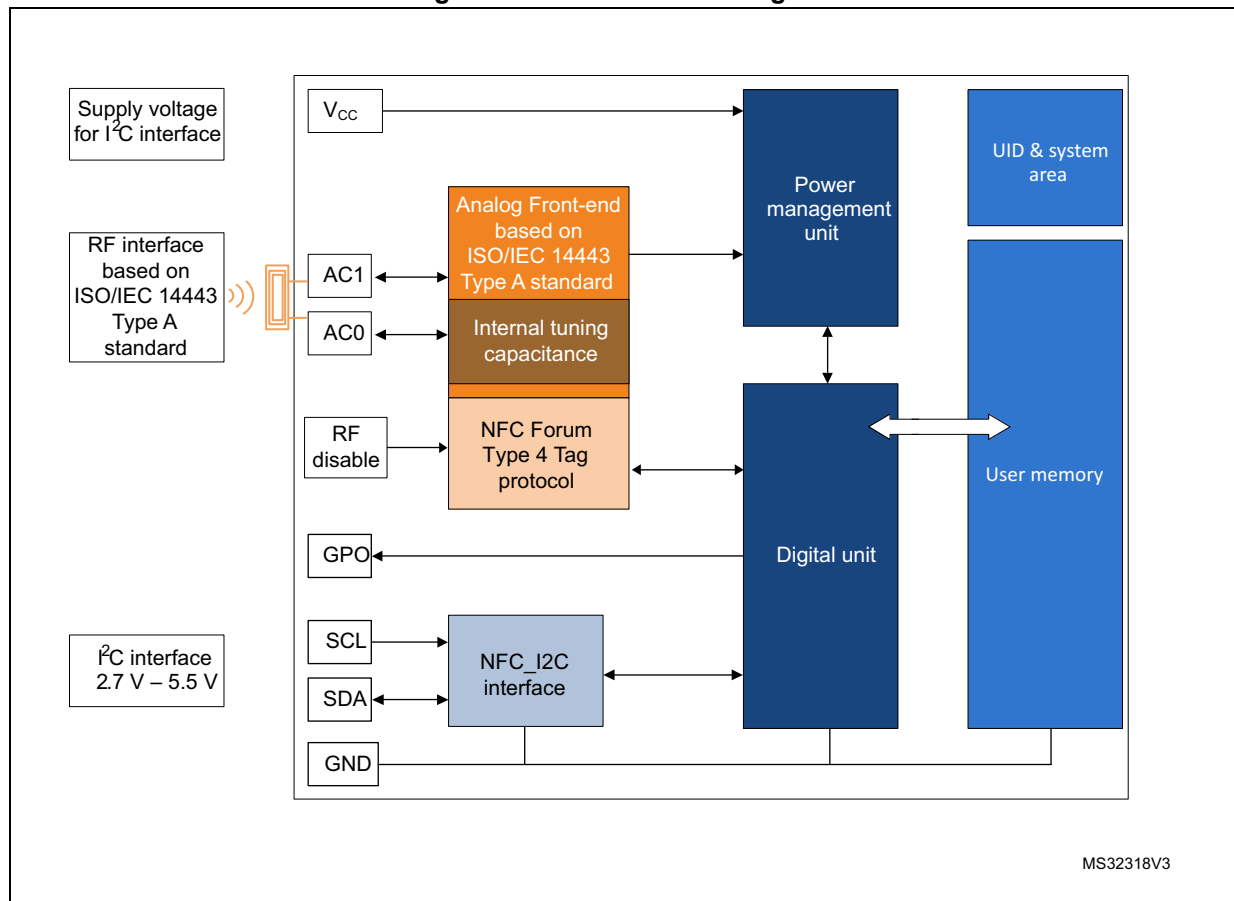 Supply voltage
for I²C interface
RF interface
based on
ISO/IEC 14443
Type A
standard
I²C interface
2.7 V – 5.5 V
VCC
AC1
AC0
RF
disable
GPO
SCL
SDA
GND
Analog Front-end
based on
ISO/IEC 14443
Type A standard
Internal tuning
capacitance
NFC Forum
Type 4 Tag
protocol
NFC_I2C
interface
Power
management
unit
Digital unit
UID & system
area
User memory
MS32318V3